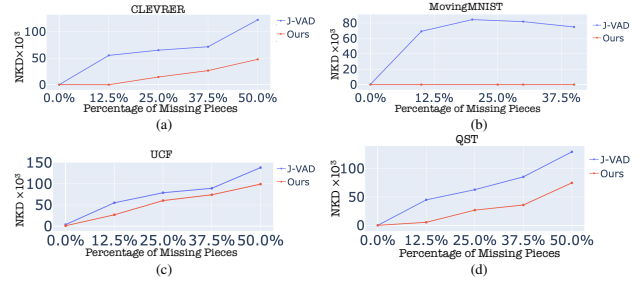 CLEVRER
NKD×10³
100
50
0
0.0%
12.5%
25.0%
37.5%
50.0%
Percentage of Missing Pieces
J-VAD
Ours
(a)
MovingMNIST
NKD ×10³
80
60
40
20
0
0.0%
12.5%
25.0%
37.5%
Percentage of Missing Pieces
J-VAD
Ours
(b)
UCF
NKD × 10³
150
100
50
0
0.0%
12.5%
25.0%
37.5%
50.0%
Percentage of Missing Pieces
J-VAD
Ours
(c)
QST
NKD ×10³
100
50
0
0.0%
12.5%
25.0%
37.5%
50.0%
Percentage of Missing Pieces
J-VAD
Ours
(d)